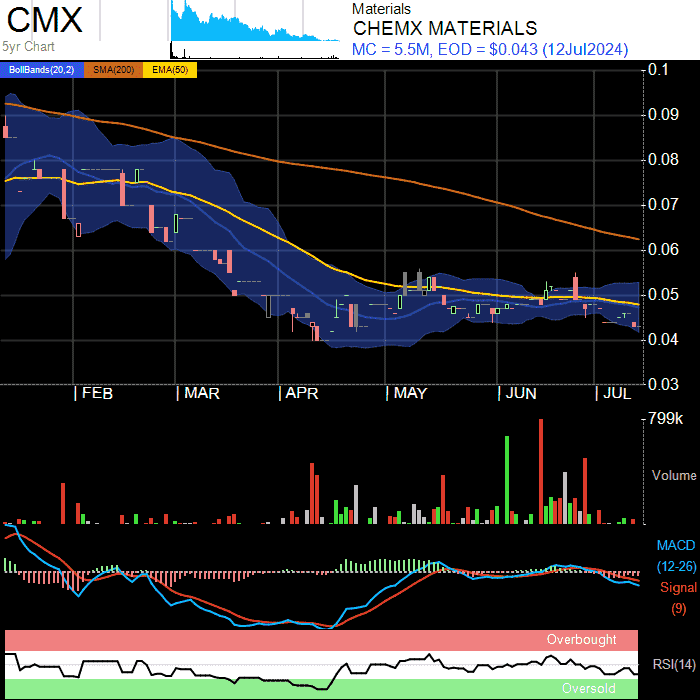 CMX
5yr Chart
Materials
CHEMX MATERIALS
MC = 5.5M, EOD = $0.043 (12Jul2024)
BollBands(20,2) SMA(200) EMA(50)
0.1
0.09
0.08
0.07
0.06
0.05
0.04
0.03
FEB MAR APR MAY JUN JUL
799k
Volume
MACD
(12-26)
Signal
(9)
Overbought
RSI(14)
Oversold